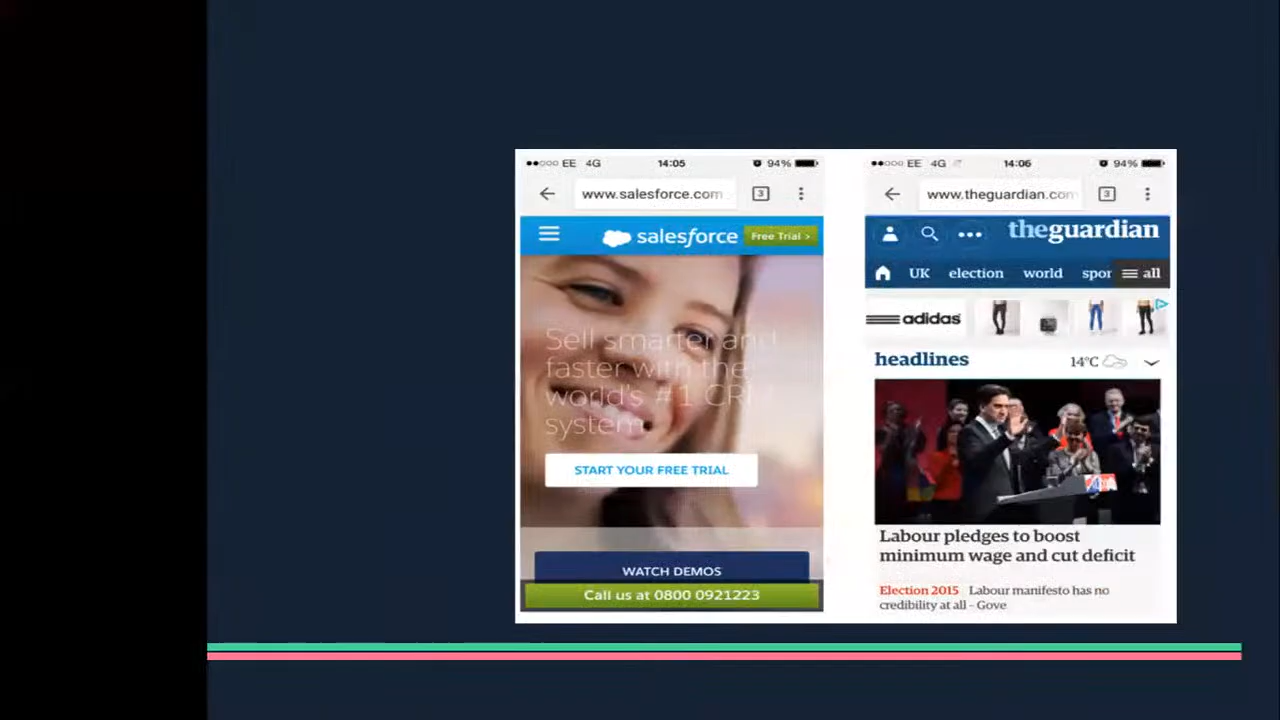 EE 4G 14:05 94%
www.salesforce.com
3
salesforce
Free Trial >
Sell smarter and
faster with the
world's #1 CRM
system
START YOUR FREE TRIAL
WATCH DEMOS
Call us at 0800 0921223
EE 4G 14:06 94%
www.theguardian.com
3
theguardian
UK election world spor all
adidas
headlines 14°C
Labour pledges to boost
minimum wage and cut deficit
Election 2015 Labour manifesto has no
credibility at all - Gove